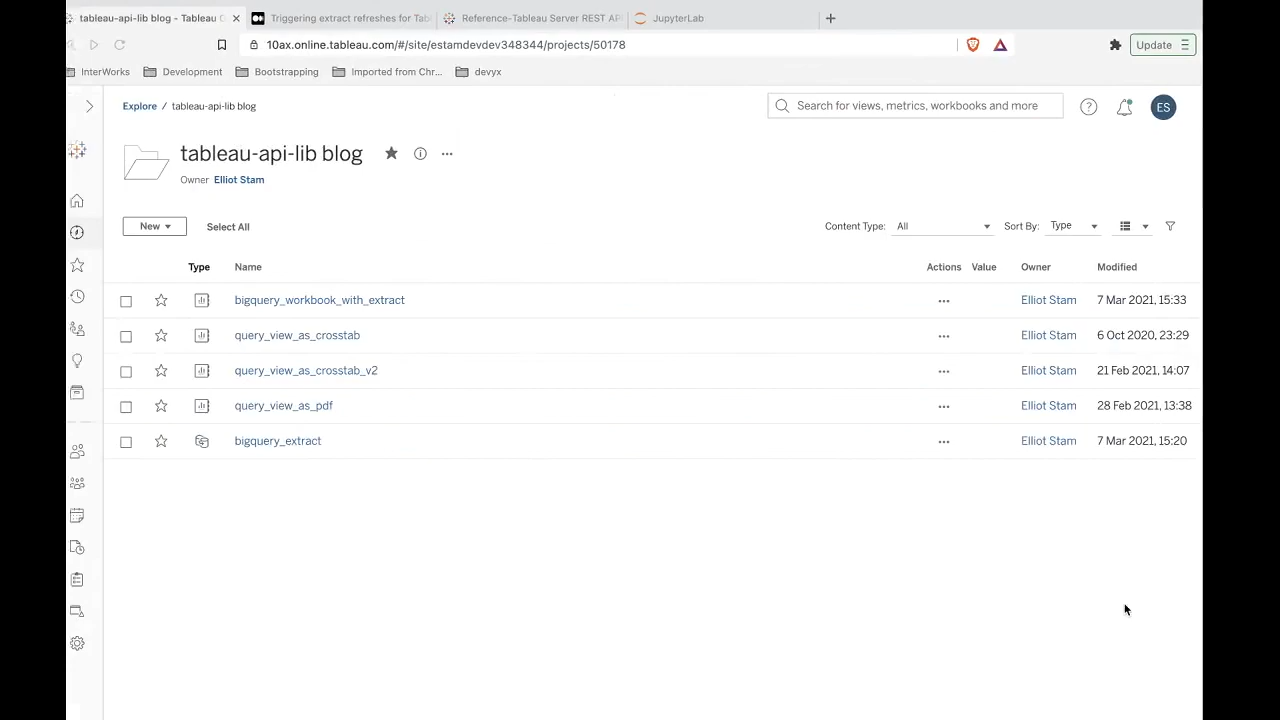 tableau-api-lib blog - Tableau O
Triggering extract refreshes for Tab
Reference-Tableau Server REST AP
JupyterLab
10ax.online.tableau.com/#/site/estamdevdev348344/projects/50178
Update
InterWorks Development Bootstrapping Imported from Chr... devyx
Explore / tableau-api-lib blog
Search for views, metrics, workbooks and more
ES
tableau-api-lib blog
Owner Elliot Stam
New Select All Content Type: All Sort By: Type
Type Name Actions Value Owner Modified
bigquery_workbook_with_extract Elliot Stam 7 Mar 2021, 15:33
query_view_as_crosstab Elliot Stam 6 Oct 2020, 23:29
query_view_as_crosstab_v2 Elliot Stam 21 Feb 2021, 14:07
query_view_as_pdf Elliot Stam 28 Feb 2021, 13:38
bigquery_extract Elliot Stam 7 Mar 2021, 15:20